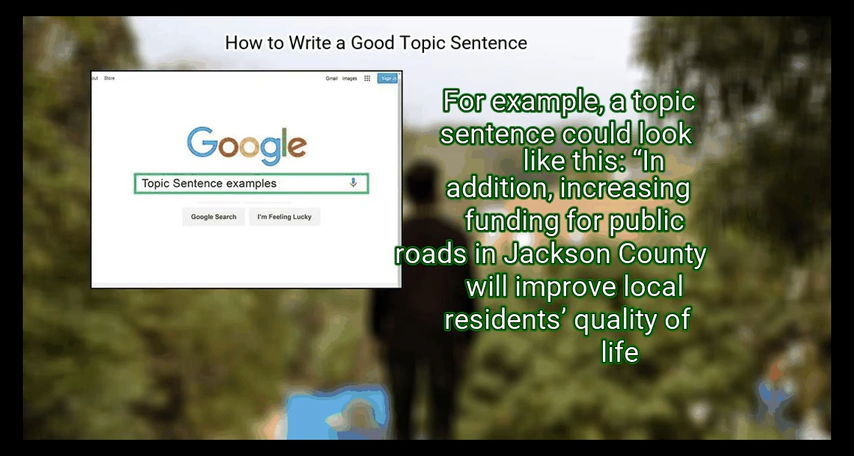 How to Write a Good Topic Sentence
Store
Gmail Images
Google
Topic Sentence examples
Google Search I'm Feeling Lucky
For example, a topic
sentence could look
like this: “In
addition, increasing
funding for public
roads in Jackson County
will improve local
residents’ quality of
life